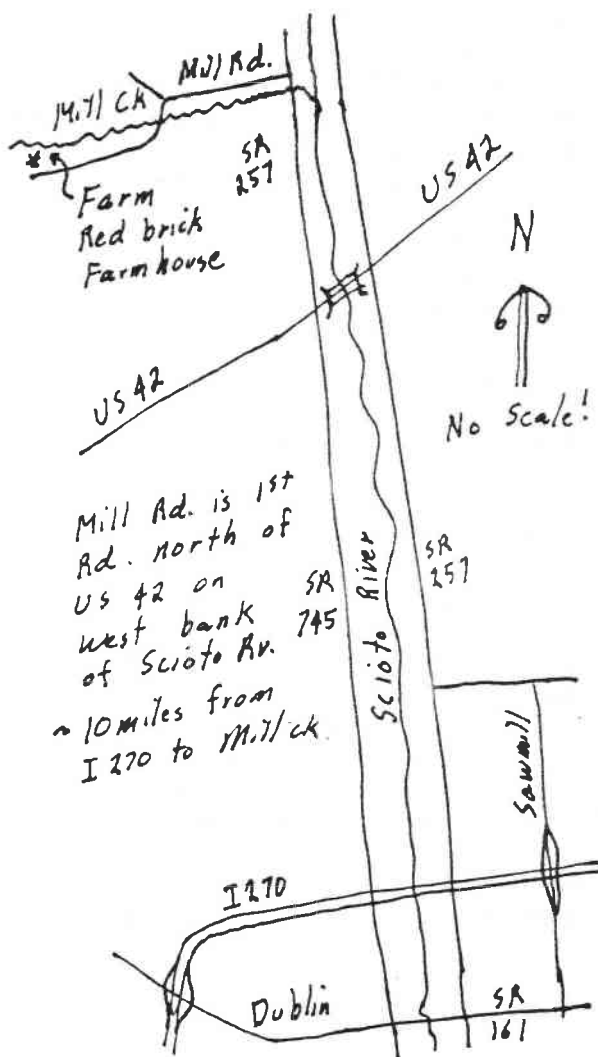 Mill Rd.
Mill Ck
SR
257
Farm
Red brick
Farmhouse
US 42
N
US 42
No Scale!
Mill Rd. is 1st
Rd. north of
US 42 on
west bank
of Scioto Rv.
~ 10 miles from
I 270 to Mill ck.
SR
745
Scioto River
SR
257
Sawmill
I 270
Dublin
SR
161